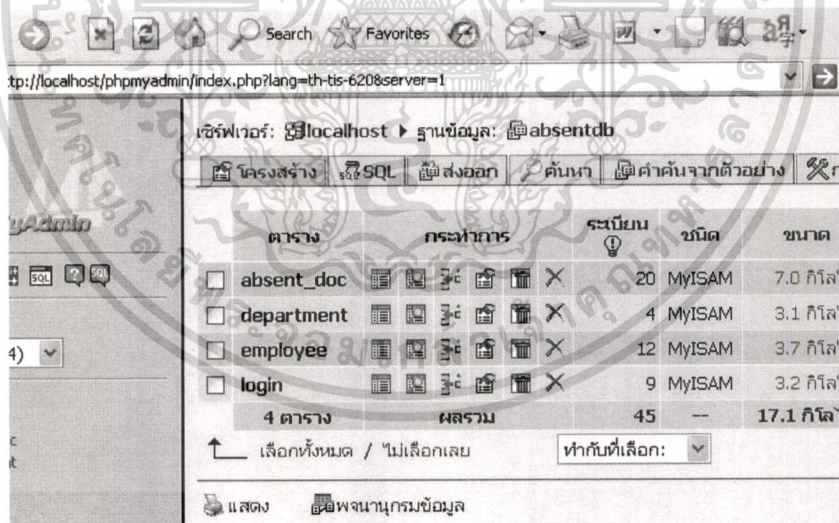 Search Favorites
tp://localhost/phpmyadmin/index.php?lang=th-tis-620&server=1
เซิร์ฟเวอร์: localhost ▶ ฐานข้อมูล: absentdb
โครงสร้าง SQL ส่งออก ค้นหา คำค้นจากตัวอย่าง
yAdmin
ตาราง กระทำการ ระเบียน ชนิด ขนาด
SQL SQL
absent_doc 20 MyISAM 7.0 กิโลไ
department 4 MyISAM 3.1 กิโลไ
4)
employee 12 MyISAM 3.7 กิโลไ
login 9 MyISAM 3.2 กิโลไ
4 ตาราง ผลรวม 45 -- 17.1 กิโลไ
เลือกทั้งหมด / ไม่เลือกเลย ทำกับที่เลือก:
แสดง พจนานุกรมข้อมูล